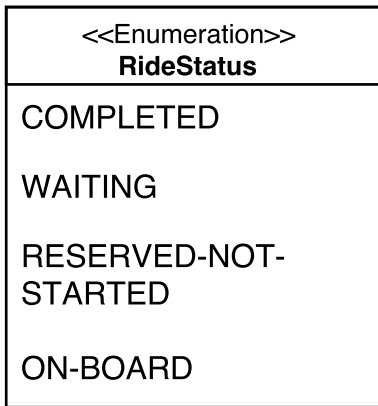 <<Enumeration>>
RideStatus
COMPLETED
WAITING
RESERVED-NOT-
STARTED
ON-BOARD